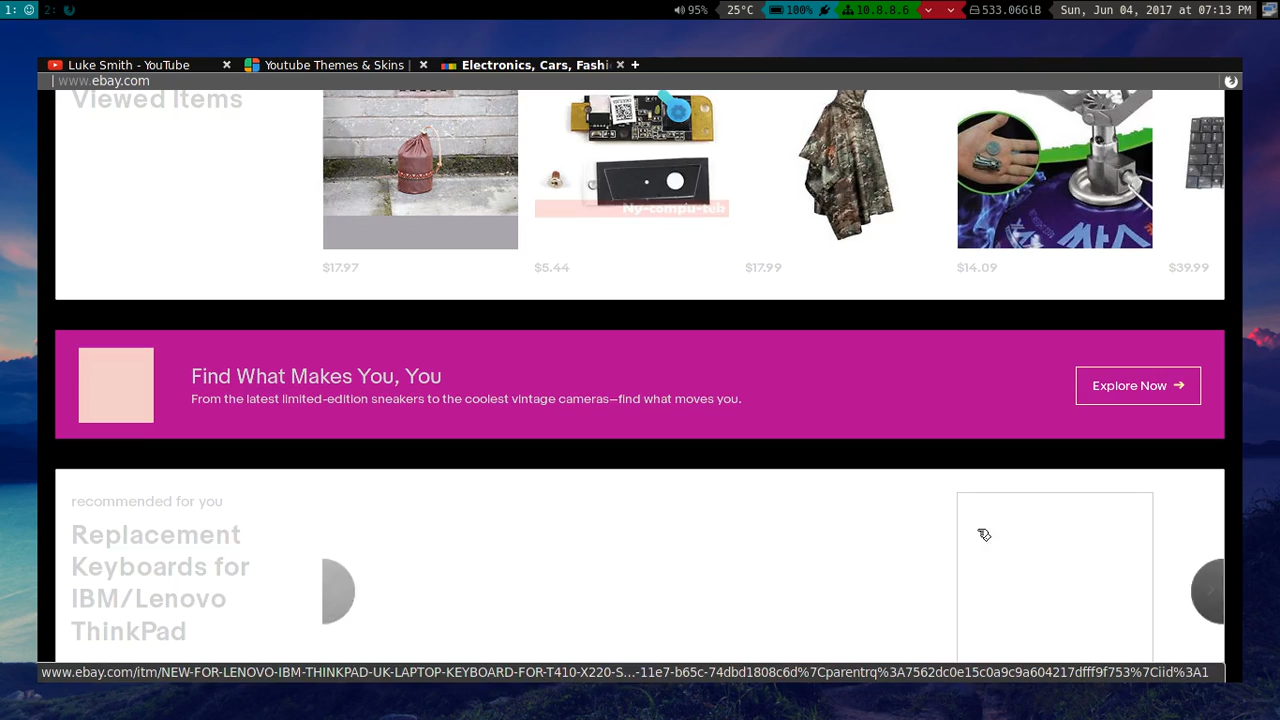 1:
2:
95%
25°C
100%
10.8.8.6
533.06GiB
Sun, Jun 04, 2017 at 07:13 PM
Luke Smith - YouTube
Youtube Themes & Skins |
Electronics, Cars, Fashi
www.ebay.com
Viewed Items
Ny-compu-tek
$17.97
$5.44
$17.99
$14.09
$39.99
Find What Makes You, You
From the latest limited-edition sneakers to the coolest vintage cameras—find what moves you.
Explore Now
recommended for you
Replacement
Keyboards for
IBM/Lenovo
ThinkPad
www.ebay.com/itm/NEW-FOR-LENOVO-IBM-THINKPAD-UK-LAPTOP-KEYBOARD-FOR-T410-X220-S...-11e7-b65c-74dbd1808c6d%7Cparentrq%3A7562dc0e15c0a9c9a604217dfff9f753%7Ciid%3A1